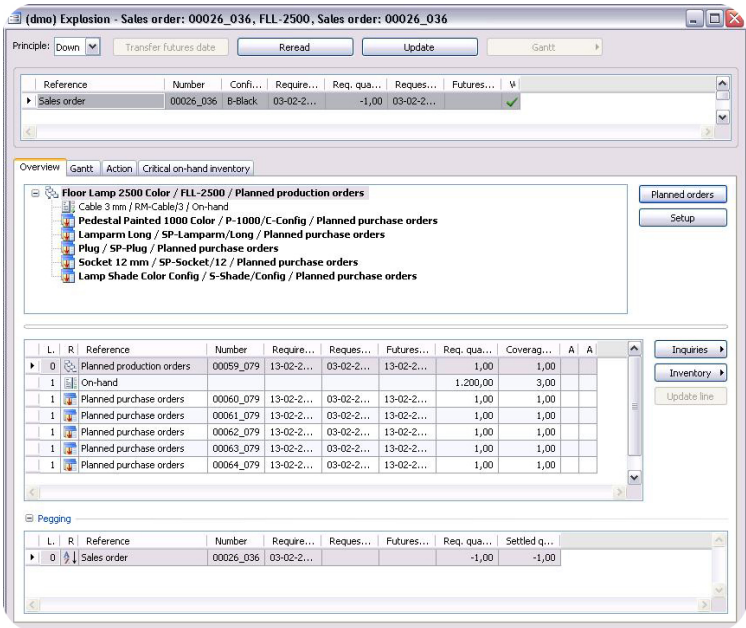 (dmo) Explosion - Sales order: 00026_036, FLL-2500, Sales order: 00026_036
Principle: Down Transfer futures date Reread Update Gantt
Reference Number Confi... Require... Req. qua... Reques... Futures...
Sales order 00026_036 B-Black 03-02-2... -1,00 03-02-2...
Overview Gantt Action Critical on-hand inventory
Floor Lamp 2500 Color / FLL-2500 / Planned production orders
Cable 3 mm / RM-Cable/3 / On-hand
Pedestal Painted 1000 Color / P-1000/C-Config / Planned purchase orders
Lamparm Long / SP-Lamparm/Long / Planned purchase orders
Plug / SP-Plug / Planned purchase orders
Socket 12 mm / SP-Socket/12 / Planned purchase orders
Lamp Shade Color Config / S-Shade/Config / Planned purchase orders
Planned orders
Setup
L. R Reference Number Require... Reques... Futures... Req. qua... Coverag... A A
0 Planned production orders 00059_079 13-02-2... 03-02-2... 13-02-2... 1,00 1,00
1 On-hand 1.200,00 3,00
1 Planned purchase orders 00060_079 13-02-2... 03-02-2... 13-02-2... 1,00 1,00
1 Planned purchase orders 00061_079 13-02-2... 03-02-2... 13-02-2... 1,00 1,00
1 Planned purchase orders 00062_079 13-02-2... 03-02-2... 13-02-2... 1,00 1,00
1 Planned purchase orders 00063_079 13-02-2... 03-02-2... 13-02-2... 1,00 1,00
1 Planned purchase orders 00064_079 13-02-2... 03-02-2... 13-02-2... 1,00 1,00
Inquiries
Inventory
Update line
Pegging
L. R Reference Number Require... Reques... Futures... Req. qua... Settled q...
0 Sales order 00026_036 03-02-2... -1,00 -1,00